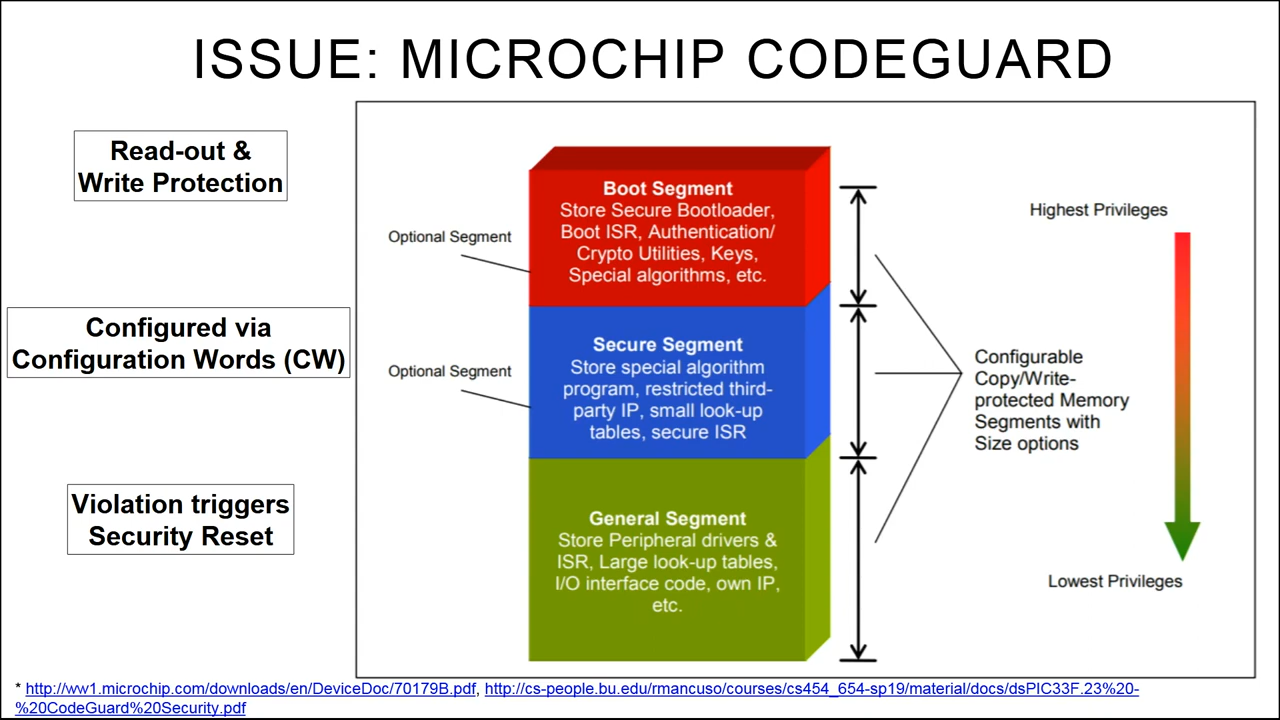 ISSUE: MICROCHIP CODEGUARD
Read-out &
Write Protection
Configured via
Configuration Words (CW)
Violation triggers
Security Reset
Optional Segment
Optional Segment
Boot Segment
Store Secure Bootloader,
Boot ISR, Authentication/
Crypto Utilities, Keys,
Special algorithms, etc.
Secure Segment
Store special algorithm
program, restricted third-
party IP, small look-up
tables, secure ISR
General Segment
Store Peripheral drivers &
ISR, Large look-up tables,
I/O interface code, own IP,
etc.
Configurable
Copy/Write-
protected Memory
Segments with
Size options
Highest Privileges
Lowest Privileges
* http://ww1.microchip.com/downloads/en/DeviceDoc/70179B.pdf, http://cs-people.bu.edu/rmancuso/courses/cs454_654-sp19/material/docs/dsPIC33F.23%20-
%20CodeGuard%20Security.pdf